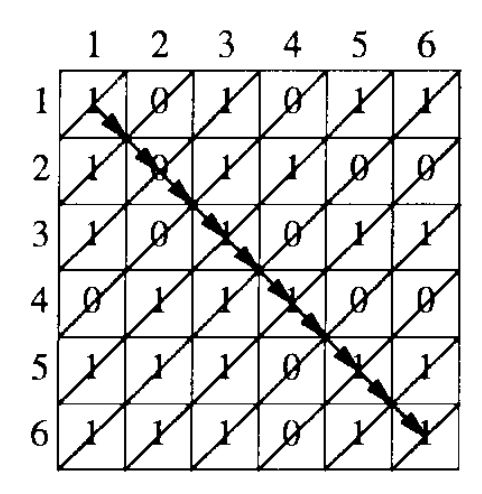 1 2 3 4 5 6
1 1 0 1 0 1 1
2 1 0 1 1 0 0
3 1 0 1 0 1 1
4 0 1 1 1 0 0
5 1 1 1 0 1 1
6 1 1 1 0 1 1